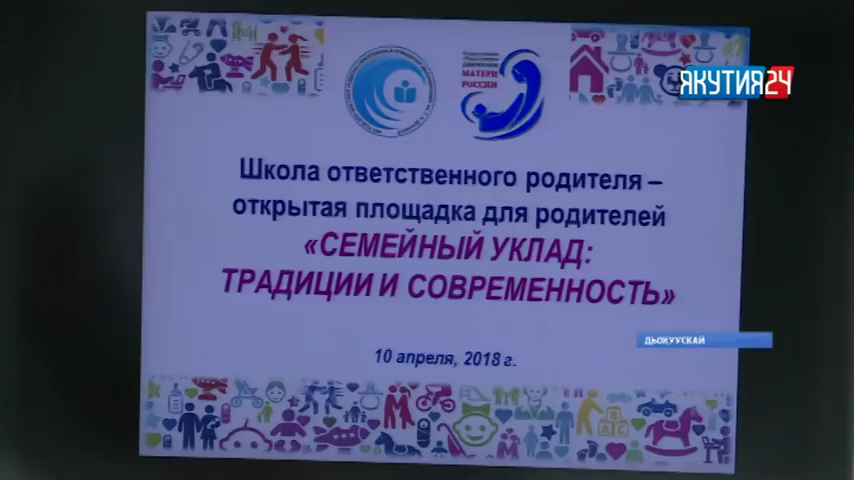 ЯКУТИЯ24
МАТЕРИ
РОССИИ
Школа ответственного родителя –
открытая площадка для родителей
«СЕМЕЙНЫЙ УКЛАД:
ТРАДИЦИИ И СОВРЕМЕННОСТЬ»
ДЬОКУУСКАЙ
10 апреля, 2018 г.